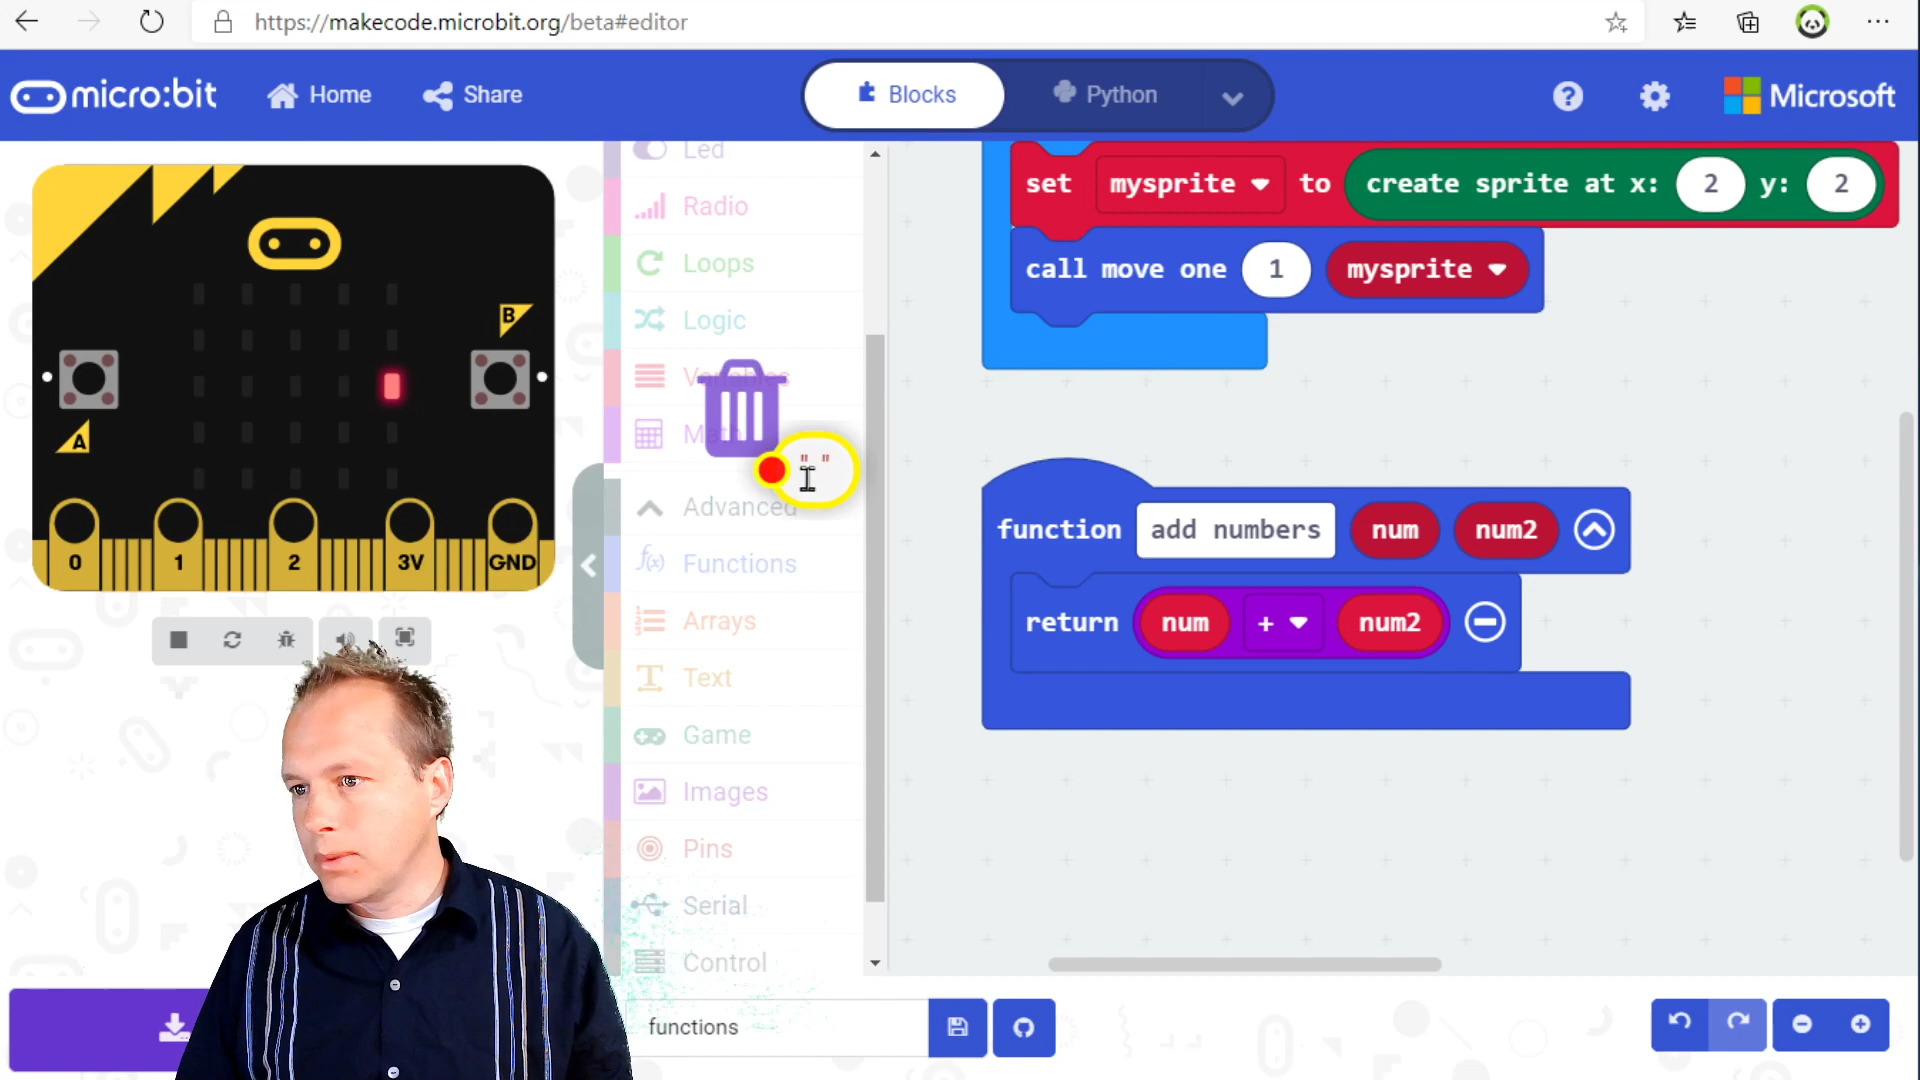 https://makecode.microbit.org/beta#editor
micro:bit
Home
Share
Blocks
Python
Microsoft
B
A
0
1
2
3V
GND
Led
Radio
Loops
Logic
Variables
Math
Advanced
Functions
Arrays
Text
Game
Images
Pins
Serial
Control
" "
set mysprite to create sprite at x: 2 y: 2
call move one 1 mysprite
function add numbers num num2
return num + num2
functions